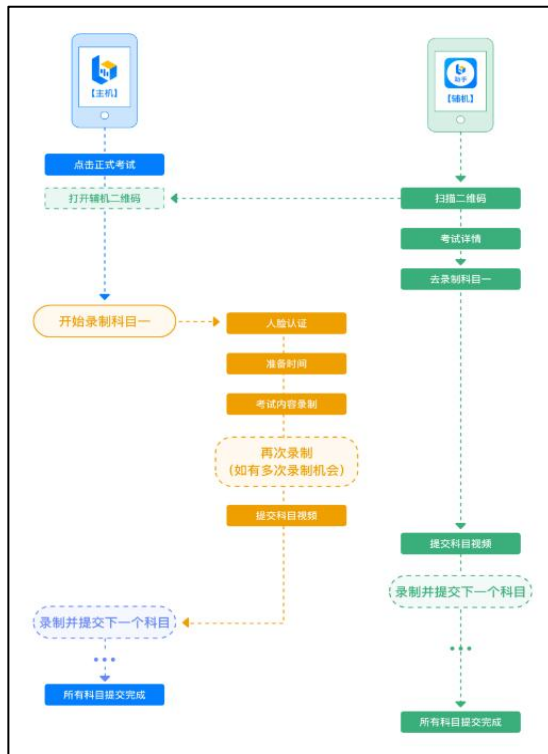 【主机】
助手
【辅机】
点击正式考试
打开辅机二维码
扫描二维码
考试详情
去录制科目一
开始录制科目一
人脸认证
准备时间
考试内容录制
再次录制
(如有多次录制机会)
提交科目视频
提交科目视频
录制并提交下一个科目
录制并提交下一个科目
所有科目提交完成
所有科目提交完成